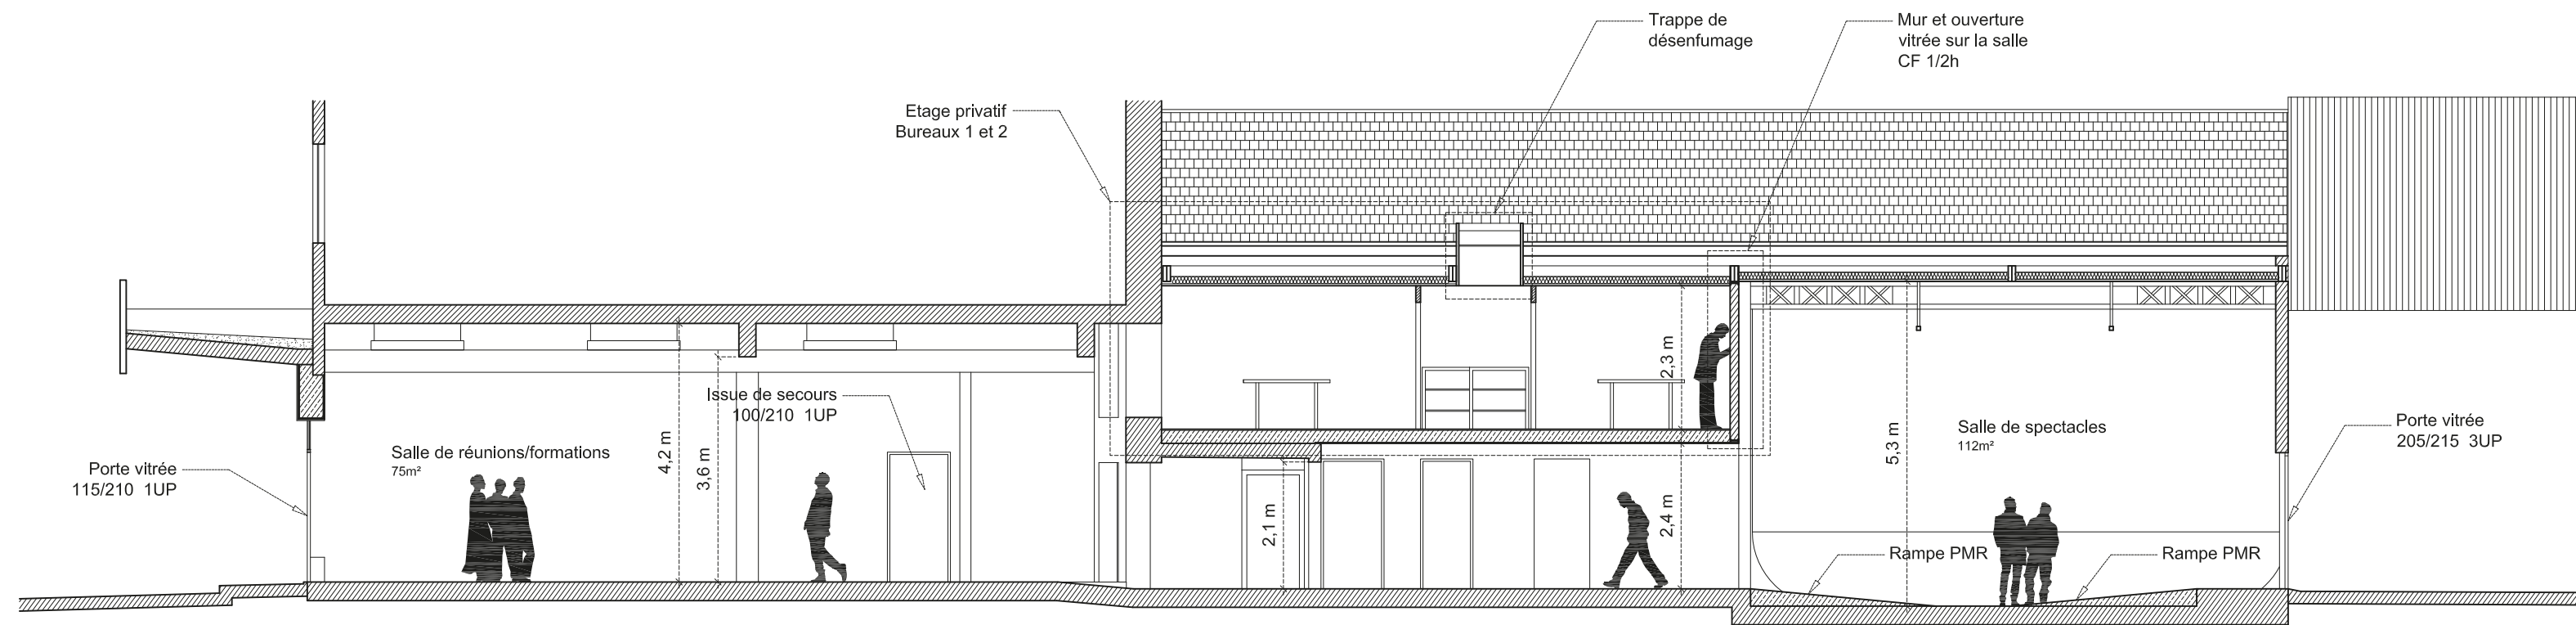 Trappe de
désenfumage
Mur et ouverture
vitrée sur la salle
CF 1/2h
Etage privatif
Bureaux 1 et 2
Issue de secours
100/210 1UP
Salle de réunions/formations
75m²
Porte vitrée
115/210 1UP
4,2 m
3,6 m
2,3 m
2,1 m
2,4 m
5,3 m
Salle de spectacles
112m²
Porte vitrée
205/215 3UP
Rampe PMR
Rampe PMR